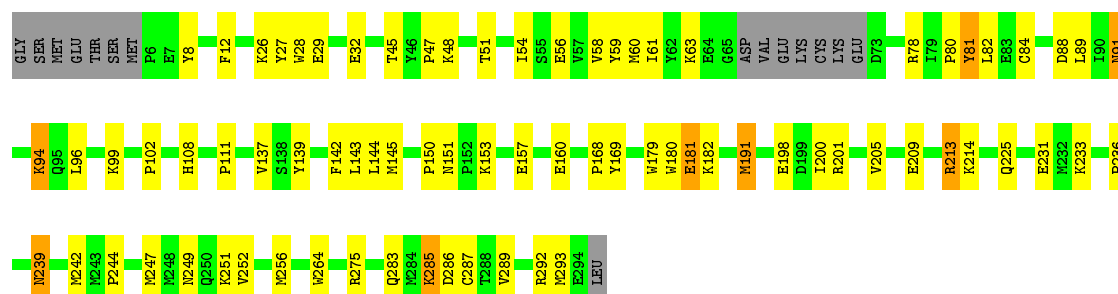 GLY SER MET GLU THR SER MET P6 E7 Y8 F12 K26 Y27 W28 E29 E32 T45 Y46 P47 K48 T51 I54 S55 E56 V57 V58 Y59 M60 I61 Y62 K63 E64 G65 ASP VAL GLU LYS CYS LYS GLU D73 R78 I79 P80 Y81 L82 E83 C84 D88 L89 I90
K94 Q95 L96 K99 P102 H108 P111 V137 S138 Y139 F142 L143 L144 M145 P150 N151 P152 K153 E157 E160 P168 Y169 W179 W180 E181 K182 M191 E198 D199 I200 R201 V205 E209 R213 K214 Q225 E231 M232 K233 P236
N239 M242 M243 P244 M247 M248 N249 Q250 K251 V252 M256 W264 R275 Q283 M284 K285 D286 C287 T288 V289 R292 M293 E294 LEU